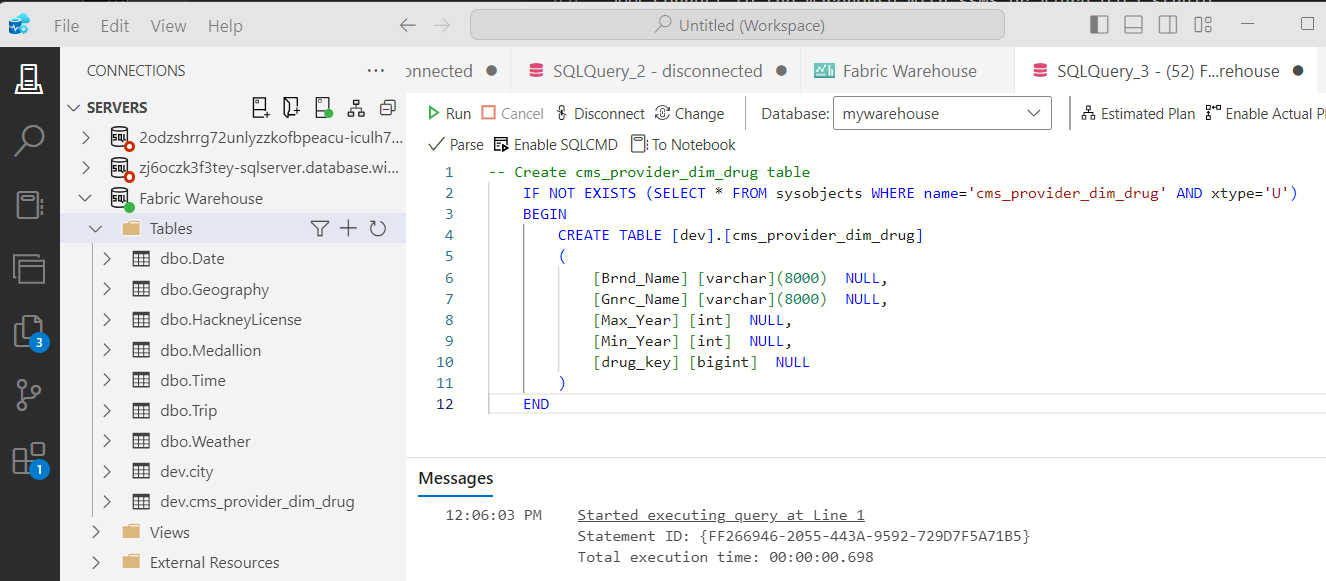 File Edit View Help
Untitled (Workspace)
CONNECTIONS
SERVERS
2odzshrrg72unlyzzkofbpeacu-iculh7...
zj6oczk3f3tey-sqlserver.database.wi...
Fabric Warehouse
Tables
dbo.Date
dbo.Geography
dbo.HackneyLicense
dbo.Medallion
dbo.Time
dbo.Trip
dbo.Weather
dev.city
dev.cms_provider_dim_drug
Views
External Resources
3
1
onnected SQLQuery_2 - disconnected Fabric Warehouse SQLQuery_3 - (52) F...rehouse
Run Cancel Disconnect Change Database: mywarehouse Estimated Plan Enable Actual Pl
Parse Enable SQLCMD To Notebook
1 -- Create cms_provider_dim_drug table
2 IF NOT EXISTS (SELECT * FROM sysobjects WHERE name='cms_provider_dim_drug' AND xtype='U')
3 BEGIN
4 CREATE TABLE [dev].[cms_provider_dim_drug]
5 (
6 [Brnd_Name] [varchar](8000) NULL,
7 [Gnrc_Name] [varchar](8000) NULL,
8 [Max_Year] [int] NULL,
9 [Min_Year] [int] NULL,
10 [drug_key] [bigint] NULL
11 )
12 END
Messages
12:06:03 PM Started executing query at Line 1
Statement ID: {FF266946-2055-443A-9592-729D7F5A71B5}
Total execution time: 00:00:00.698